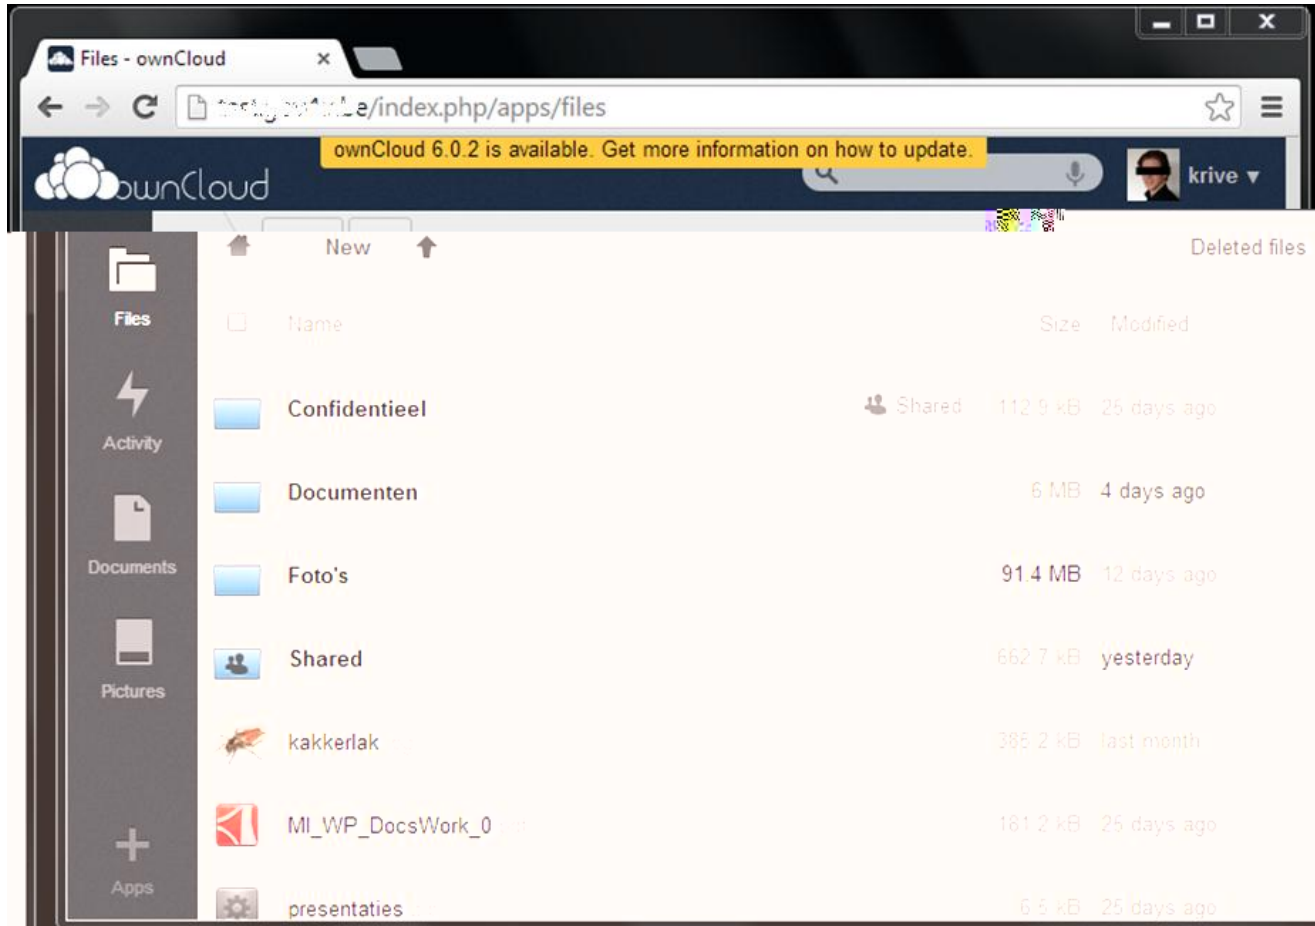 Files - ownCloud
/index.php/apps/files
ownCloud 6.0.2 is available. Get more information on how to update.
ownCloud
krive
New
Deleted files
Files
Name Size Modified
Confidentieel Shared 112.9 kB 25 days ago
Activity
Documenten 6 MB 4 days ago
Documents
Foto's 91.4 MB 12 days ago
Shared 662.7 kB yesterday
Pictures
kakkerlak 385.2 kB last month
MI_WP_DocsWork_0 181.2 kB 25 days ago
Apps
presentaties 25 days ago